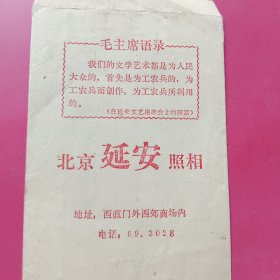 毛主席语录
我们的文学艺术都是为人民
大众的，首先是为工农兵的，为
工农兵而创作，为工农兵所利用
的。
《在延安文艺座谈会上的讲话》
北京 延安 照相
地址：西直门外西郊商场内
电话：89.3028